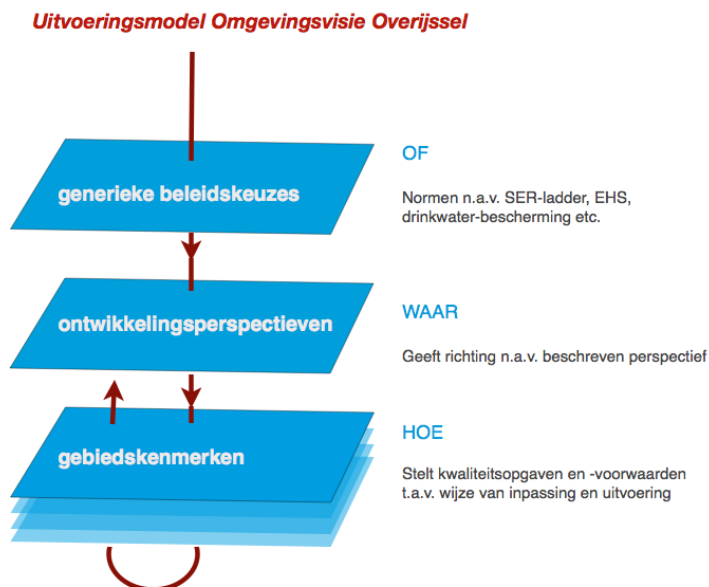 Uitvoeringsmodel Omgevingsvisie Overijssel
generieke beleidskeuzes
OF
Normen n.a.v. SER-ladder, EHS,
drinkwater-bescherming etc.
ontwikkelingsperspectieven
WAAR
Geeft richting n.a.v. beschreven perspectief
gebiedskenmerken
HOE
Stelt kwaliteitsopgaven en -voorwaarden
t.a.v. wijze van inpassing en uitvoering